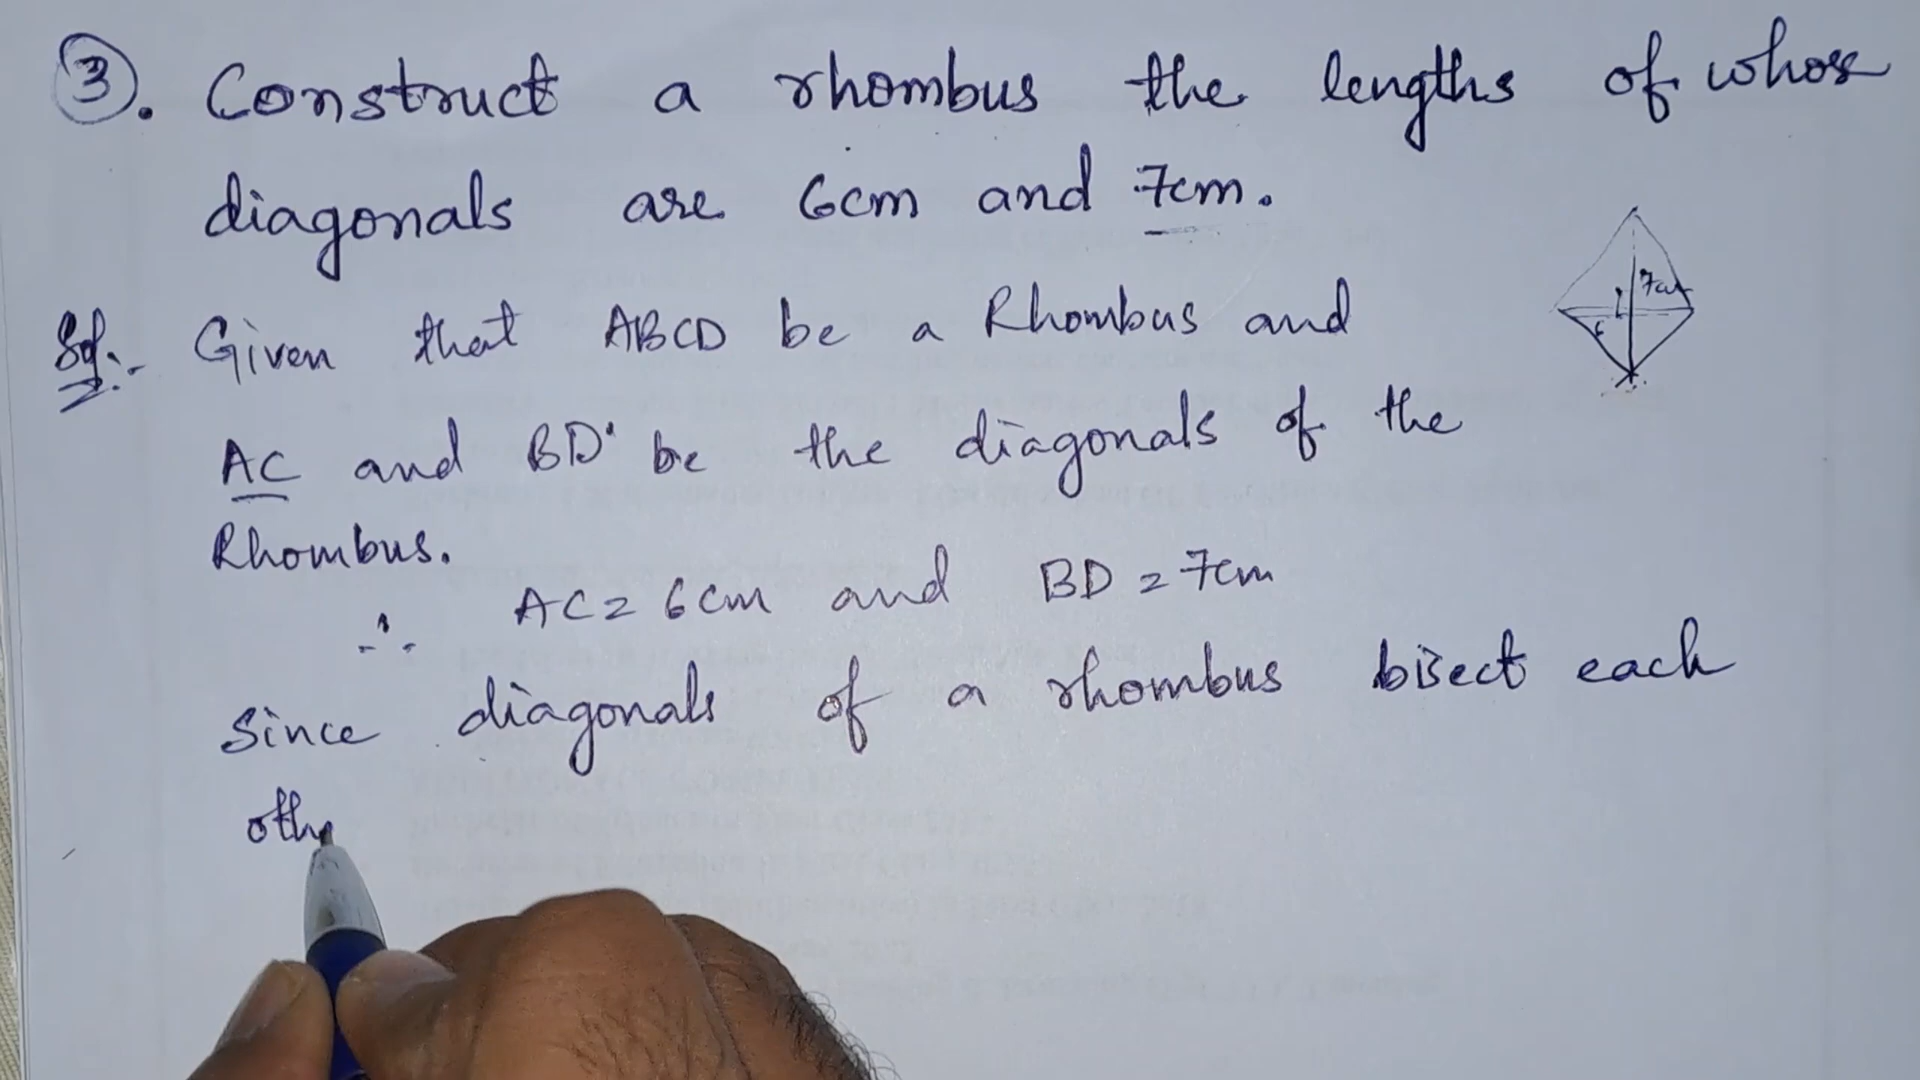 3. Construct a rhombus the lengths of whose
diagonals are 6cm and 7cm.
7cm
6
Sol:- Given that ABCD be a Rhombus and
AC and BD be the diagonals of the
Rhombus.
∴ AC = 6cm and BD = 7cm
Since diagonals of a rhombus bisect each
othe